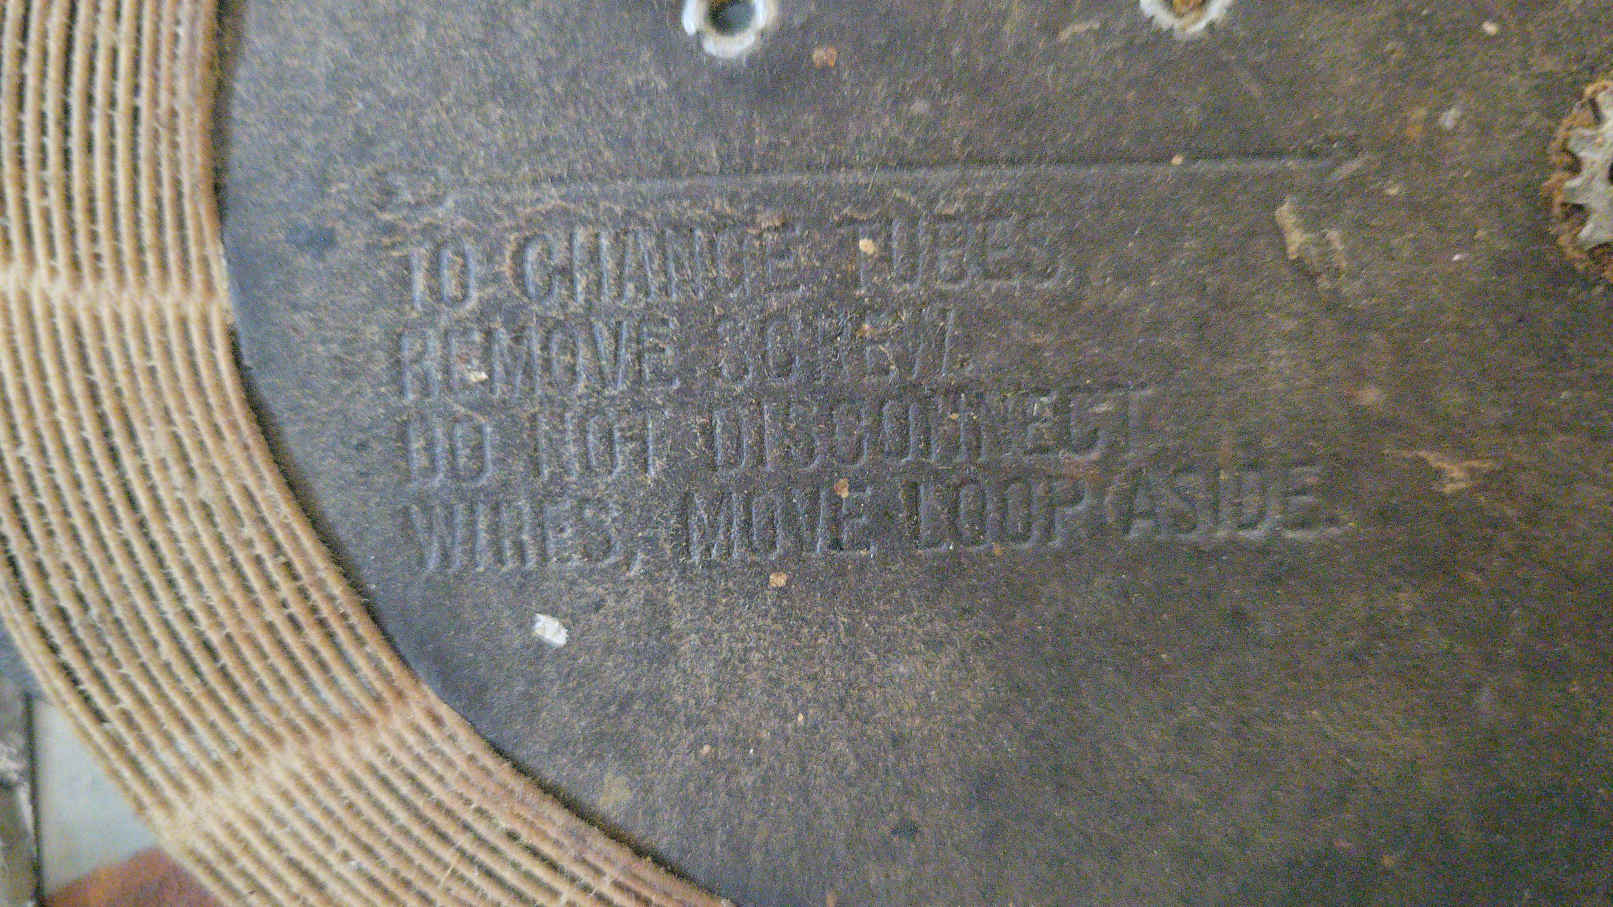 TO CHANGE TUBES,
REMOVE SCREW.
DO NOT DISCONNECT
WIRES, MOVE LOOP ASIDE.